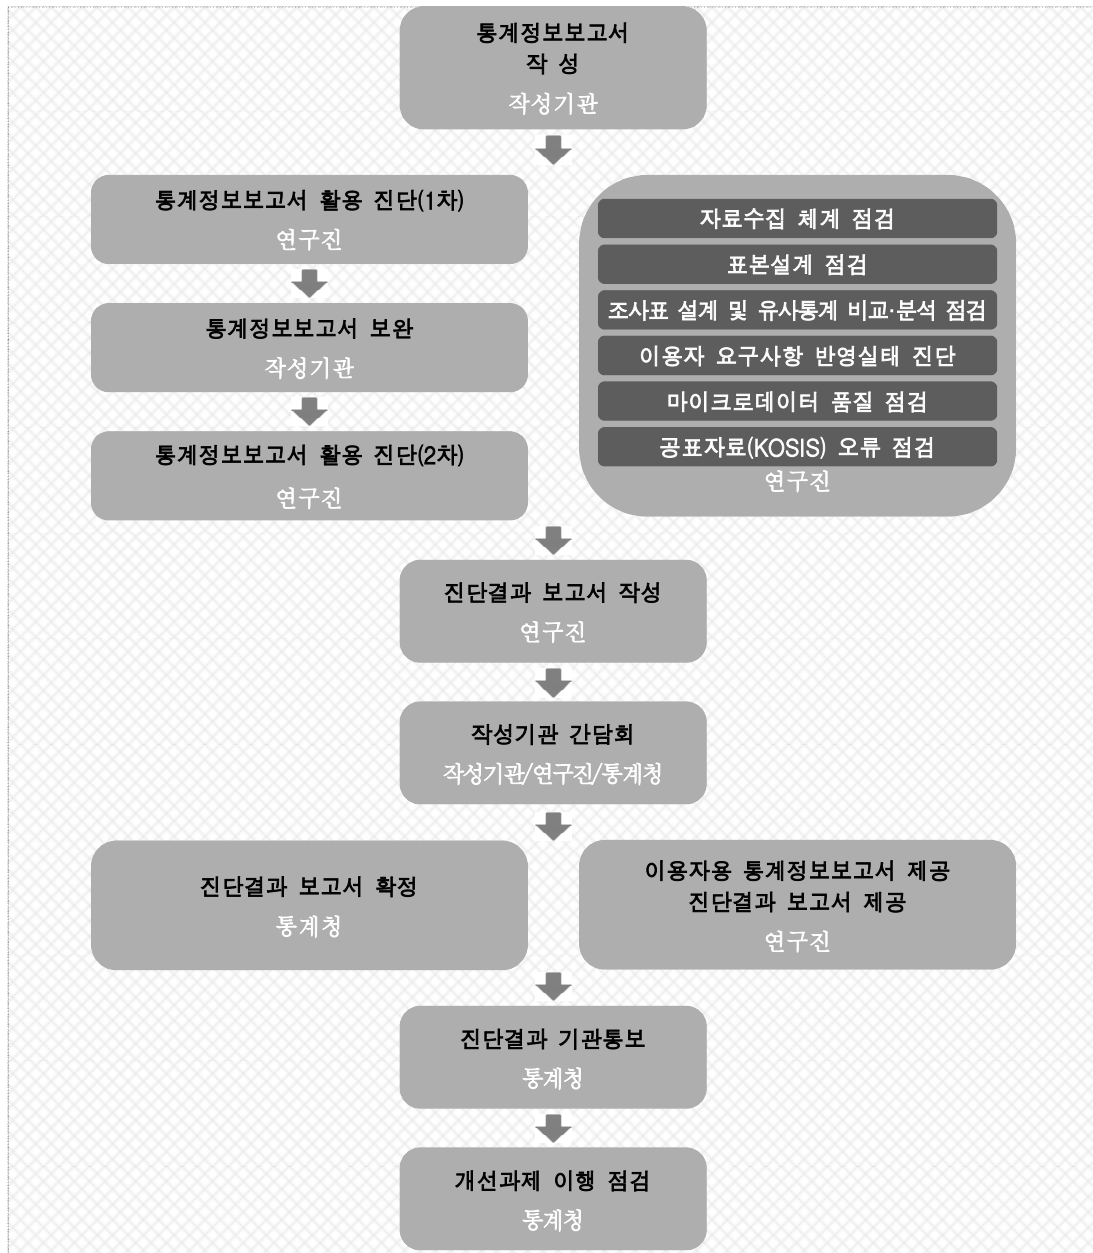 통계정보보고서
작 성
작성기관
통계정보보고서 활용 진단(1차)
연구진
통계정보보고서 보완
작성기관
통계정보보고서 활용 진단(2차)
연구진
자료수집 체계 점검
표본설계 점검
조사표 설계 및 유사통계 비교·분석 점검
이용자 요구사항 반영실태 진단
마이크로데이터 품질 점검
공표자료(KOSIS) 오류 점검
연구진
진단결과 보고서 작성
연구진
작성기관 간담회
작성기관/연구진/통계청
진단결과 보고서 확정
통계청
이용자용 통계정보보고서 제공
진단결과 보고서 제공
연구진
진단결과 기관통보
통계청
개선과제 이행 점검
통계청